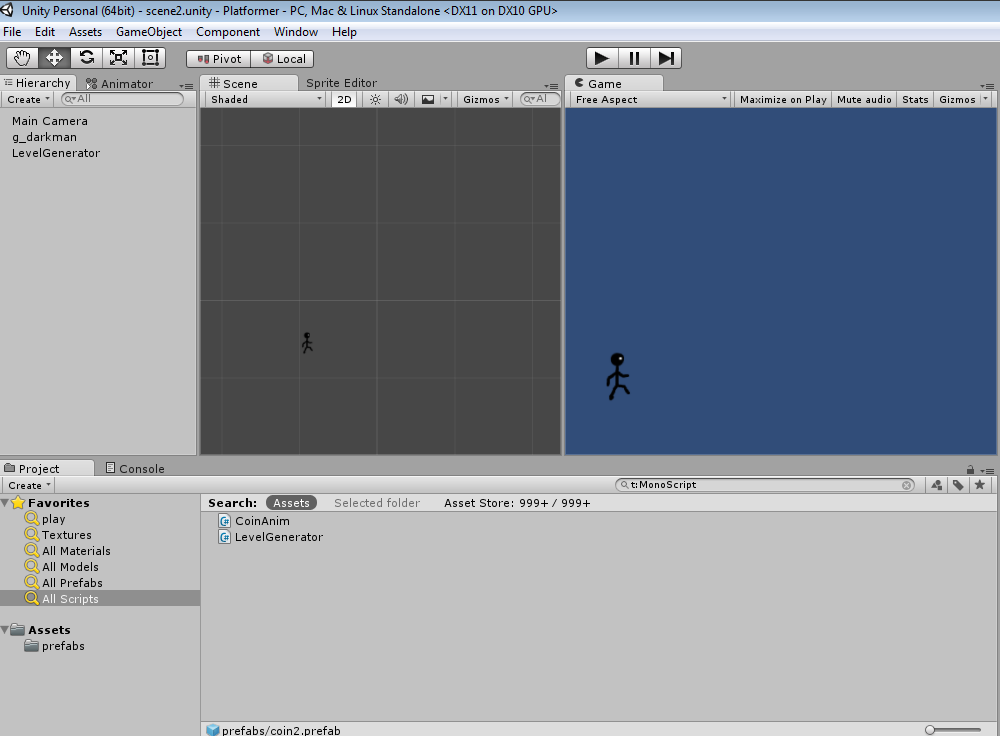 Unity Personal (64bit) - scene2.unity - Platformer - PC, Mac & Linux Standalone <DX11 on DX10 GPU>
File Edit Assets GameObject Component Window Help
Pivot Local
Hierarchy Animator Scene Sprite Editor Game
Create All Shaded 2D Gizmos Al Free Aspect Maximize on Play Mute audio Stats Gizmos
Main Camera
g_darkman
LevelGenerator
Project Console
Create t:MonoScript
Favorites Search: Assets Selected folder Asset Store: 999+ / 999+
play CoinAnim
Textures LevelGenerator
All Materials
All Models
All Prefabs
All Scripts
Assets
prefabs
prefabs/coin2.prefab